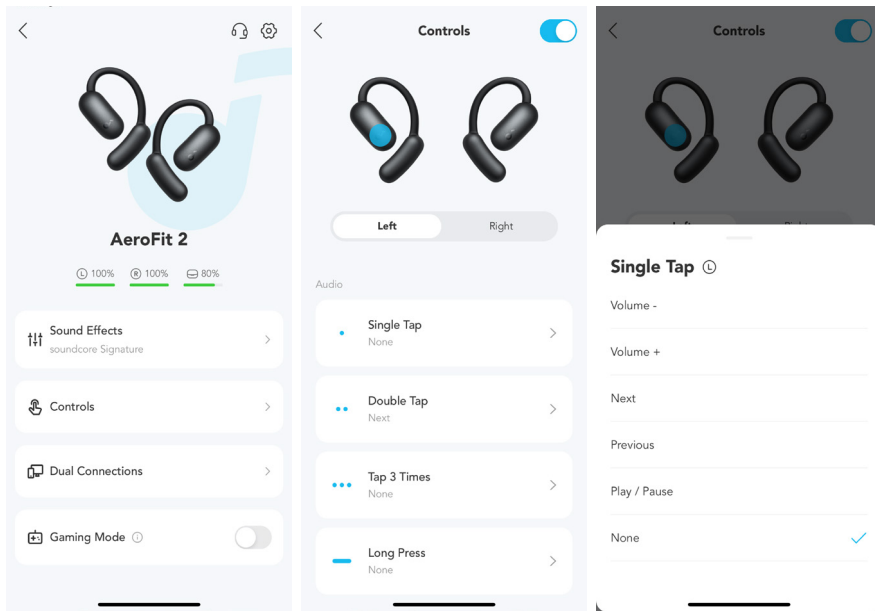 AeroFit 2
L 100%
R 100%
80%
Sound Effects
soundcore Signature
Controls
Dual Connections
Gaming Mode
Controls
Left
Right
Audio
Single Tap
None
Double Tap
Next
Tap 3 Times
None
Long Press
None
Controls
Single Tap L
Volume -
Volume +
Next
Previous
Play / Pause
None